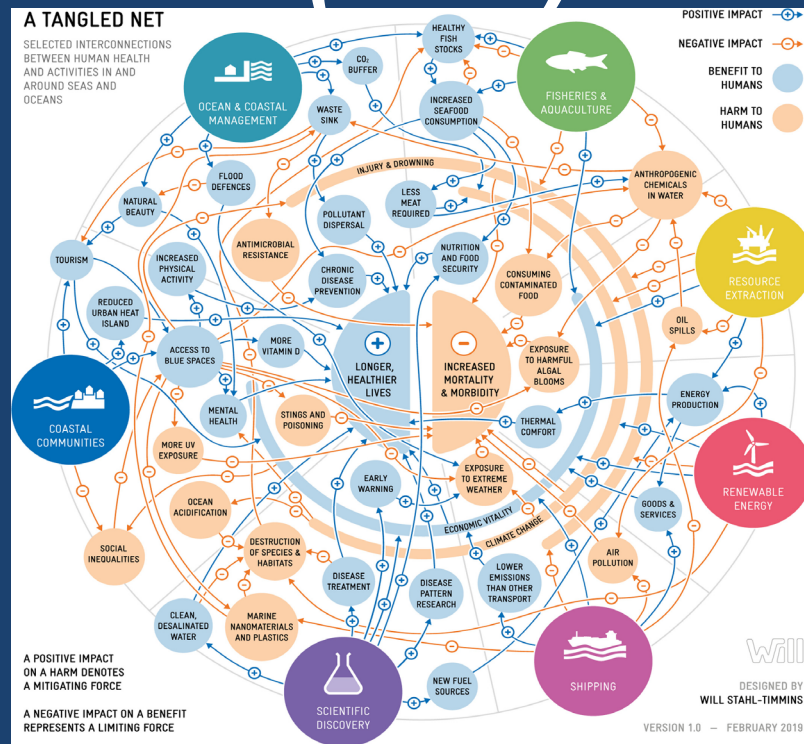 A TANGLED NET
SELECTED INTERCONNECTIONS
BETWEEN HUMAN HEALTH
AND ACTIVITIES IN AND
AROUND SEAS AND
OCEANS
POSITIVE IMPACT
NEGATIVE IMPACT
BENEFIT TO
HUMANS
HARM TO
HUMANS
OCEAN & COASTAL
MANAGEMENT
CO₂
BUFFER
HEALTHY
FISH
STOCKS
FISHERIES &
AQUACULTURE
WASTE
SINK
INCREASED
SEAFOOD
CONSUMPTION
INJURY & DROWNING
ANTHROPOGENIC
CHEMICALS
IN WATER
FLOOD
DEFENCES
NATURAL
BEAUTY
LESS
MEAT
REQUIRED
POLLUTANT
DISPERSAL
ANTIMICROBIAL
RESISTANCE
NUTRITION
AND FOOD
SECURITY
TOURISM
INCREASED
PHYSICAL
ACTIVITY
CHRONIC
DISEASE
PREVENTION
CONSUMING
CONTAMINATED
FOOD
RESOURCE
EXTRACTION
REDUCED
URBAN HEAT
ISLAND
OIL
SPILLS
ACCESS TO
BLUE SPACES
MORE
VITAMIN D
+
LONGER,
HEALTHIER
LIVES
−
INCREASED
MORTALITY
& MORBIDITY
EXPOSURE
TO HARMFUL
ALGAL
BLOOMS
ENERGY
PRODUCTION
COASTAL
COMMUNITIES
MENTAL
HEALTH
STINGS AND
POISONING
THERMAL
COMFORT
MORE UV
EXPOSURE
EARLY
WARNING
EXPOSURE
TO EXTREME
WEATHER
RENEWABLE
ENERGY
OCEAN
ACIDIFICATION
ECONOMIC VITALITY
CLIMATE CHANGE
GOODS &
SERVICES
SOCIAL
INEQUALITIES
DESTRUCTION
OF SPECIES &
HABITATS
AIR
POLLUTION
DISEASE
TREATMENT
DISEASE
PATTERN
RESEARCH
LOWER
EMISSIONS
THAN OTHER
TRANSPORT
CLEAN,
DESALINATED
WATER
MARINE
NANOMATERIALS
AND PLASTICS
A POSITIVE IMPACT
ON A HARM DENOTES
A MITIGATING FORCE
A NEGATIVE IMPACT ON A BENEFIT
REPRESENTS A LIMITING FORCE
SCIENTIFIC
DISCOVERY
NEW FUEL
SOURCES
SHIPPING
Will
DESIGNED BY
WILL STAHL-TIMMINS
VERSION 1.0 — FEBRUARY 2019